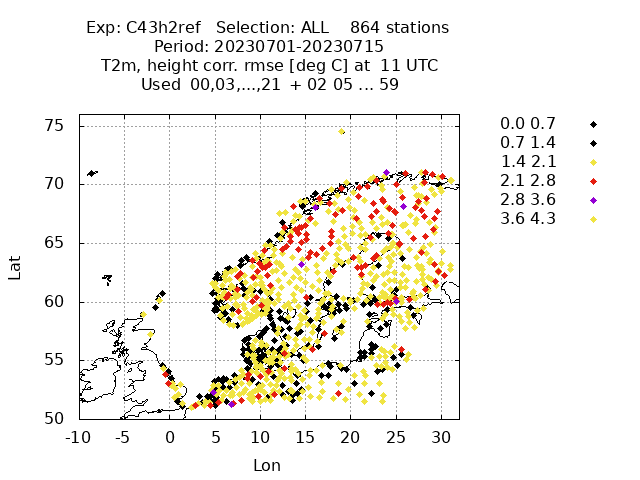 Exp: C43h2ref   Selection: ALL    864 stations
Period: 20230701-20230715
T2m, height corr. rmse [deg C] at  11 UTC
Used  00,03,...,21  + 02 05 ... 59
75
70
65
60
55
50
-10 -5 0 5 10 15 20 25 30
Lat
Lon
0.0 0.7
0.7 1.4
1.4 2.1
2.1 2.8
2.8 3.6
3.6 4.3